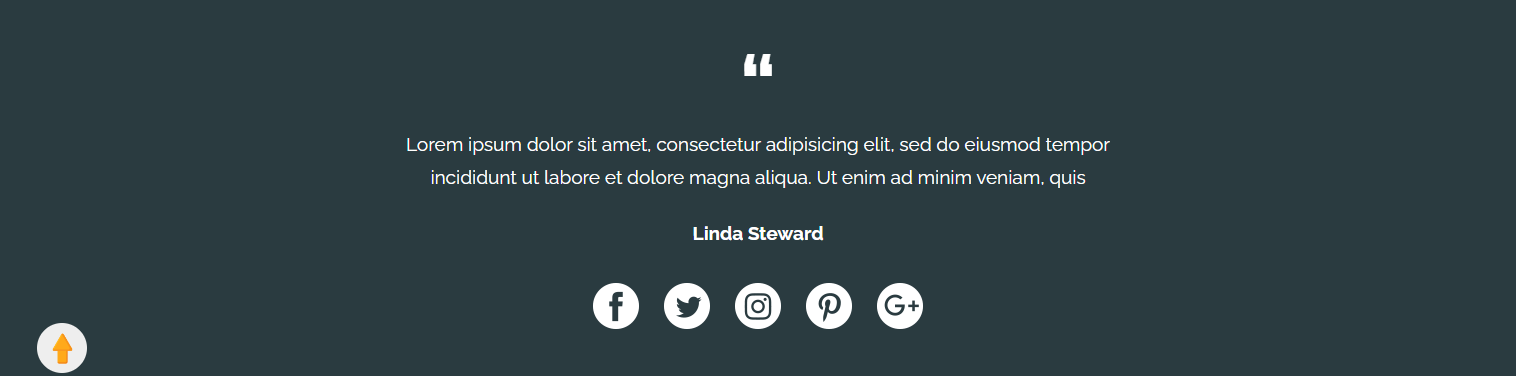 “
Lorem ipsum dolor sit amet, consectetur adipisicing elit, sed do eiusmod tempor
incididunt ut labore et dolore magna aliqua. Ut enim ad minim veniam, quis
Linda Steward
f G+